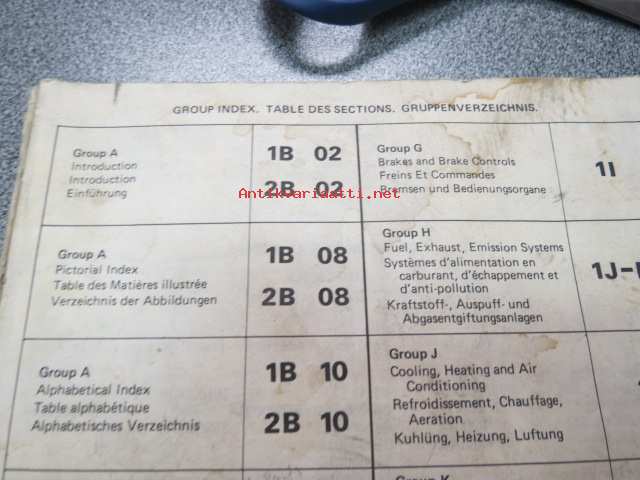 GROUP INDEX. TABLE DES SECTIONS. GRUPPENVERZEICHNIS.
Group A
Introduction
Introduction
Einführung
1B 02
2B 02
Group G
Brakes and Brake Controls
Freins Et Commandes
Bremsen und Bedienungsorgane
1I
Antikvariaatti.net
Group A
Pictorial Index
Table des Matières illustrée
Verzeichnis der Abbildungen
1B 08
2B 08
Group H
Fuel, Exhaust, Emission Systems
Systèmes d'alimentation en
carburant, d'échappement et
d'anti-pollution
Kraftstoff-, Auspuff- und
Abgasentgiftungsanlagen
1J-
Group A
Alphabetical Index
Table alphabétique
Alphabetisches Verzeichnis
1B 10
2B 10
Group J
Cooling, Heating and Air
Conditioning
Refroidissement, Chauffage,
Aeration
Kuhlüng, Heizung, Luftung
Group K